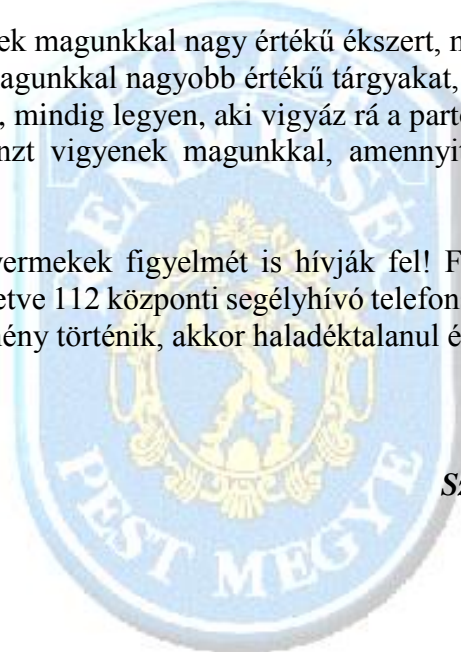 ek magunkkal nagy értékű ékszert, m
agunkkal nagyobb értékű tárgyakat,
, mindig legyen, aki vigyáz rá a part
nzt vigyenek magunkkal, amennyi
yermekek figyelmét is hívják fel! F
etve 112 központi segélyhívó telefon
ény történik, akkor haladéktalanul é
Sz
PEST MEGYE